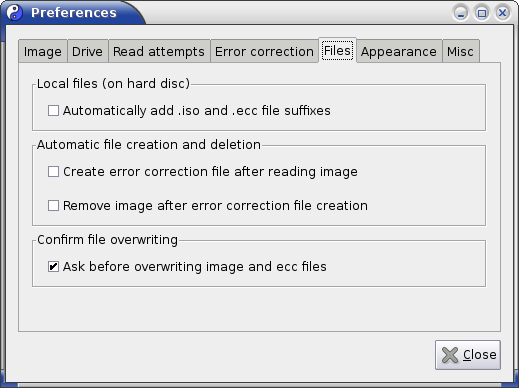 Preferences
Image Drive Read attempts Error correction Files Appearance Misc
Local files (on hard disc)
Automatically add .iso and .ecc file suffixes
Automatic file creation and deletion
Create error correction file after reading image
Remove image after error correction file creation
Confirm file overwriting
Ask before overwriting image and ecc files
Close